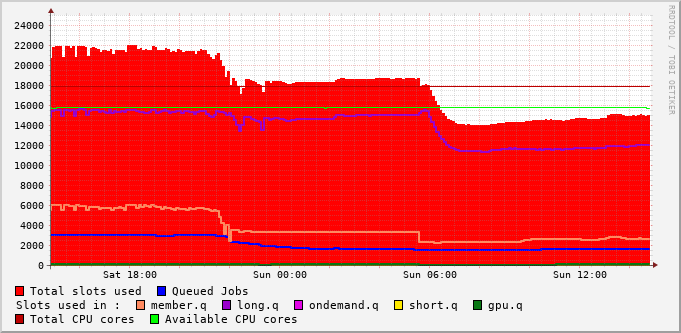 24000
22000
20000
18000
16000
14000
12000
10000
8000
6000
4000
2000
0
Sat 18:00 Sun 00:00 Sun 06:00 Sun 12:00
RRDTOOL / TOBI OETIKER
Total slots used Queued Jobs
Slots used in : member.q long.q ondemand.q short.q gpu.q
Total CPU cores Available CPU cores